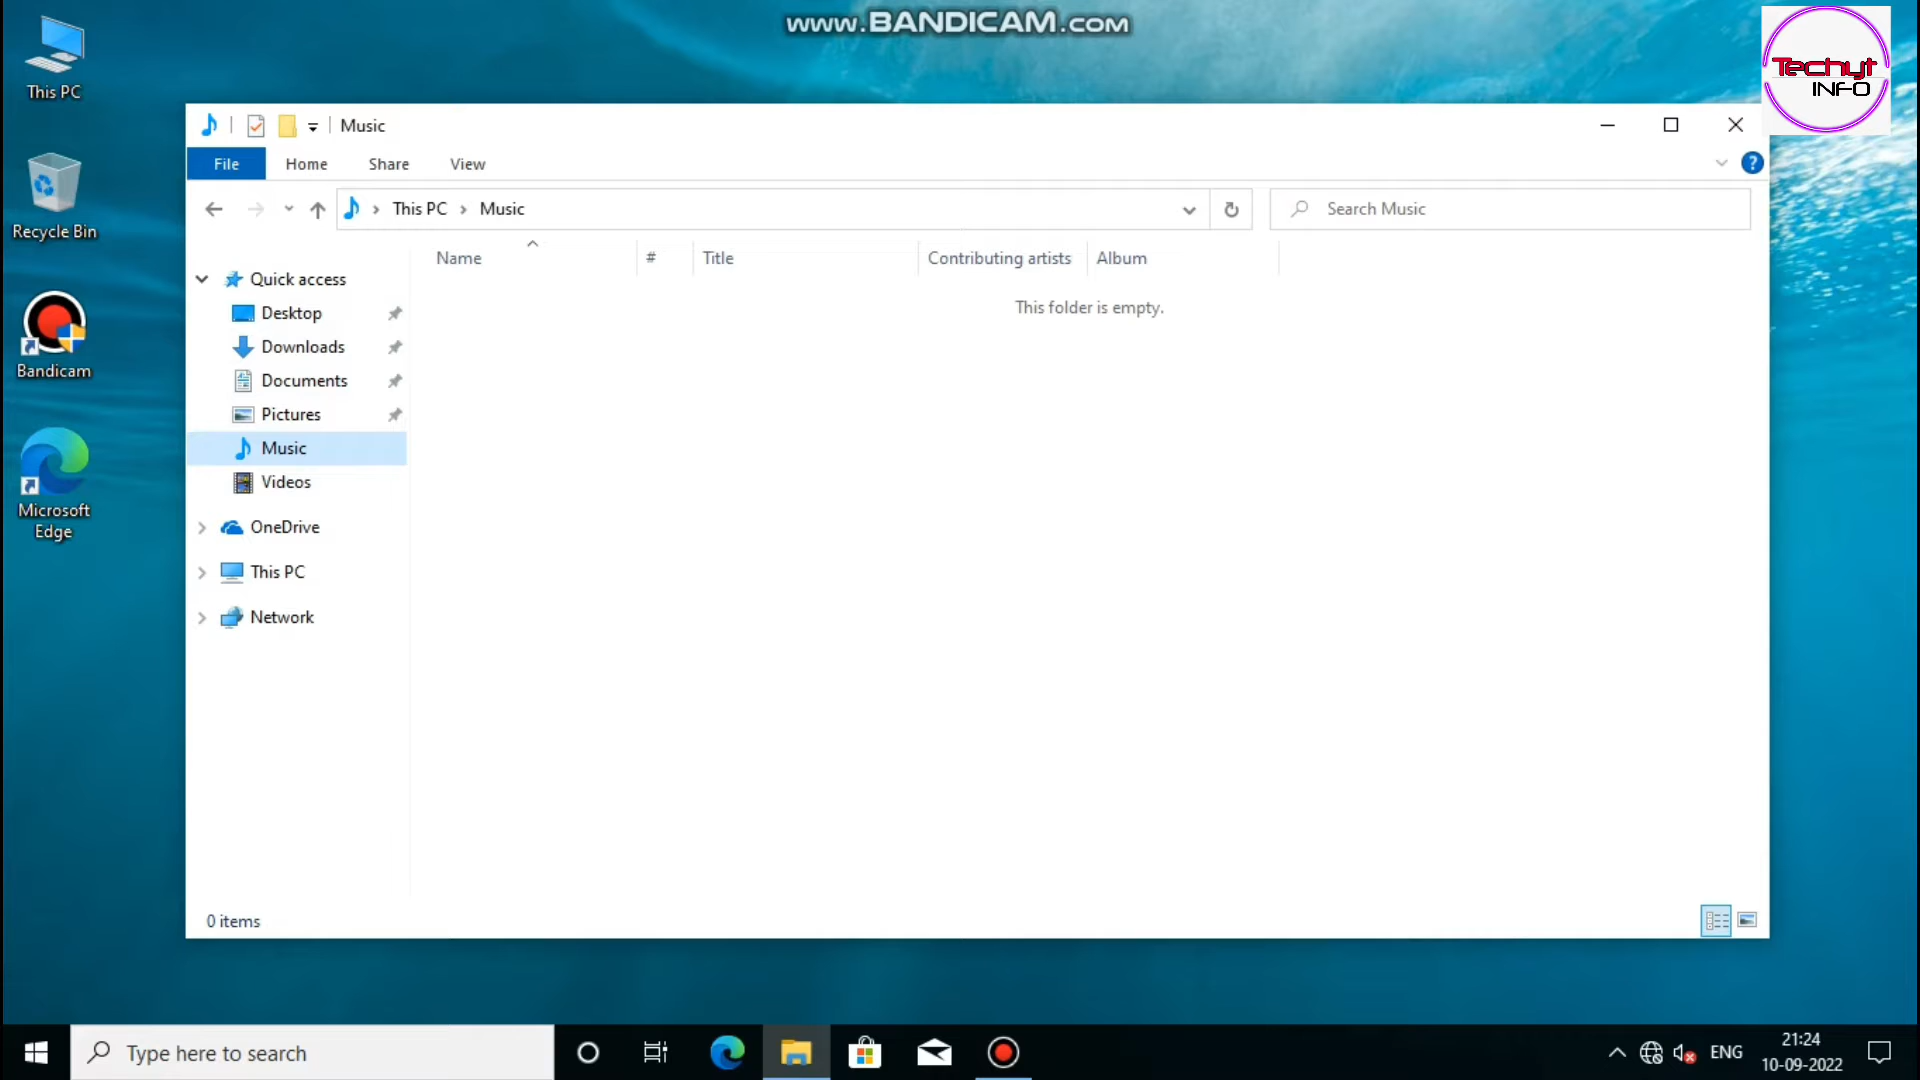 www.BANDICAM.com
Techyt
INFO
This PC
Recycle Bin
Bandicam
Microsoft
Edge
Music
File Home Share View
?
This PC Music
Search Music
Name # Title Contributing artists Album
This folder is empty.
Quick access
Desktop
Downloads
Documents
Pictures
Music
Videos
OneDrive
This PC
Network
0 items
Type here to search
ENG
21:24
10-09-2022